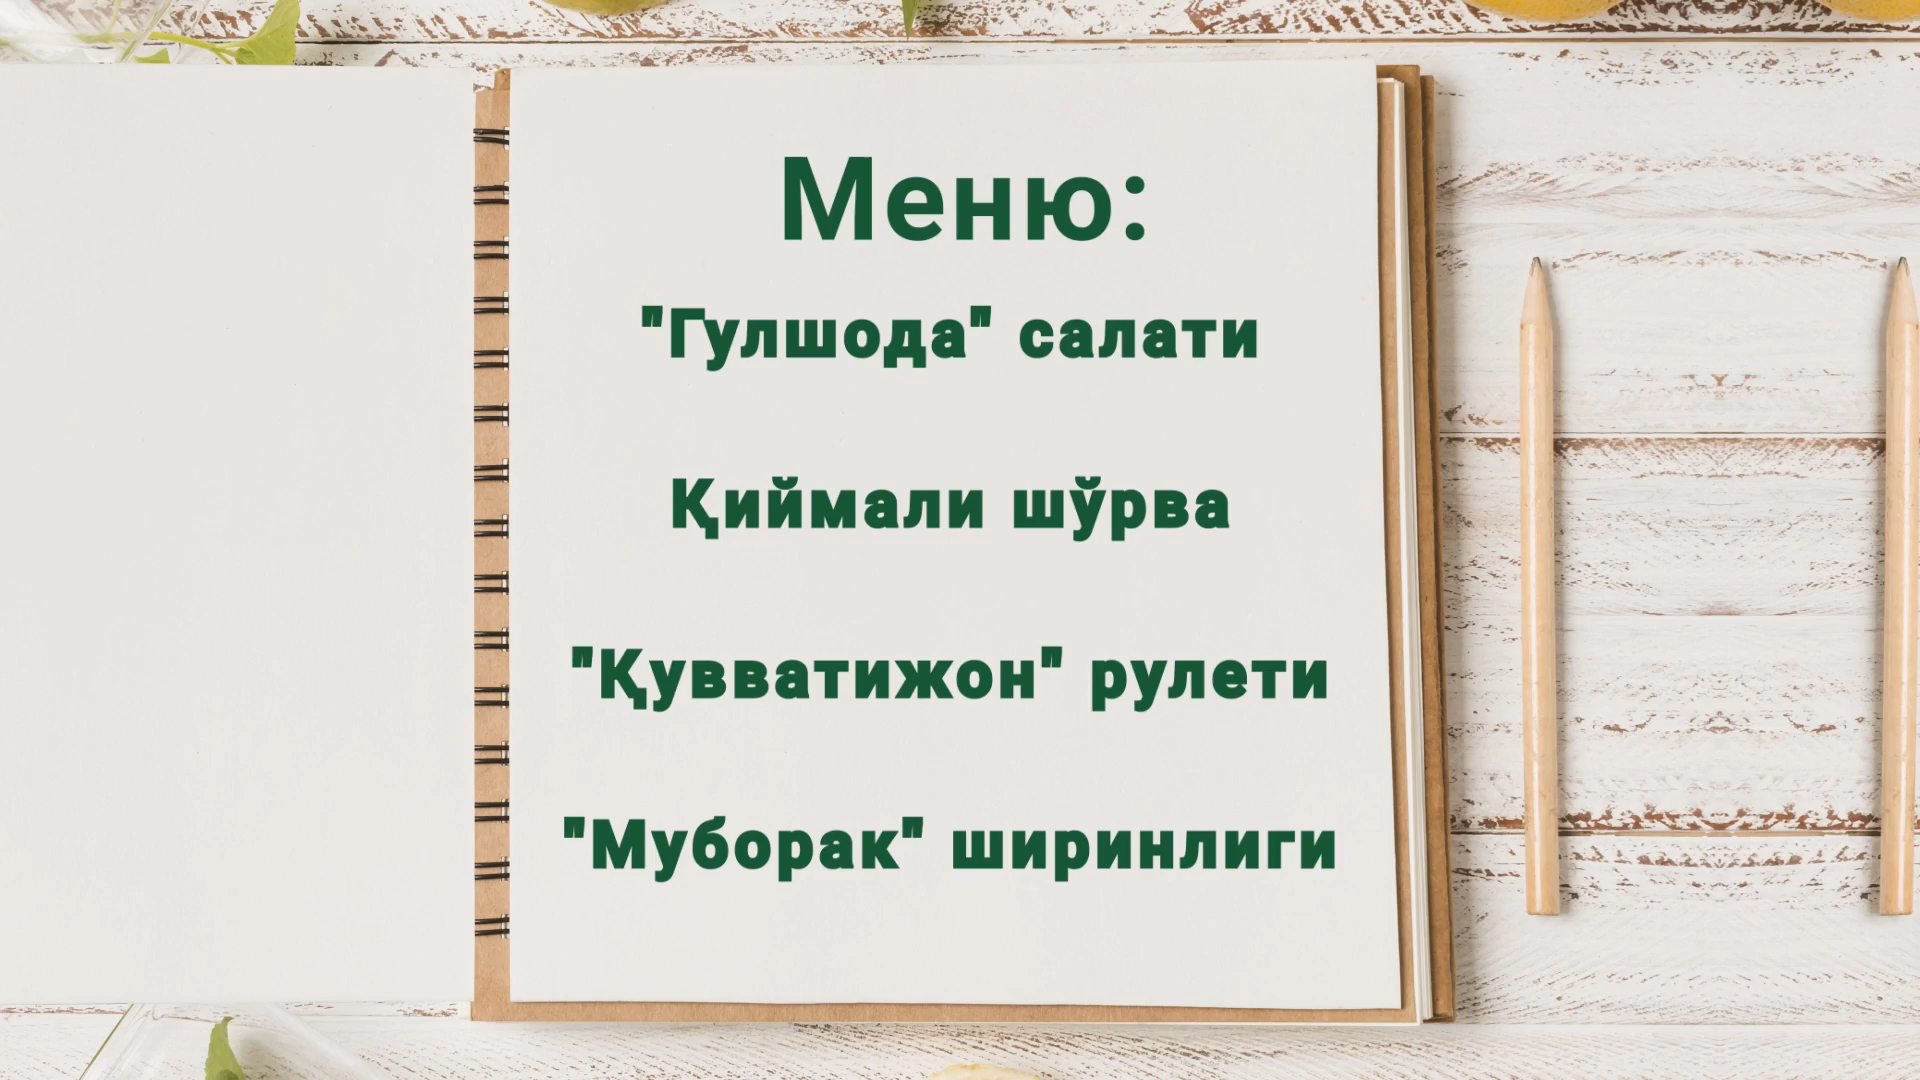 Меню:
"Гулшода" салати
Қиймали шўрва
"Қувватижон" рулети
"Муборак" ширинлиги